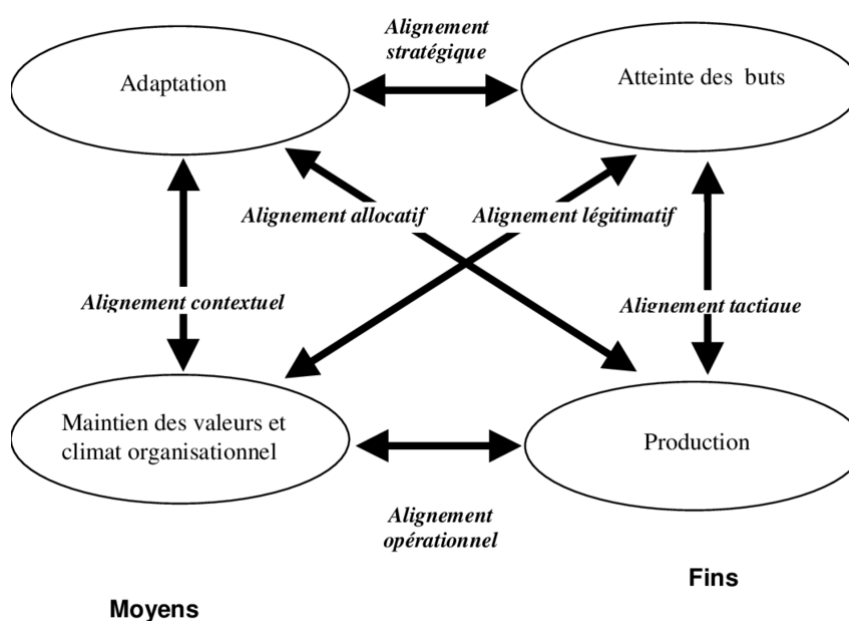 Alignement
stratégique
Adaptation
Atteinte des buts
Alignement allocatif
Alignement légitimatif
Alignement contextuel
Alignement tactique
Maintien des valeurs et
climat organisationnel
Production
Alignement
opérationnel
Fins
Moyens